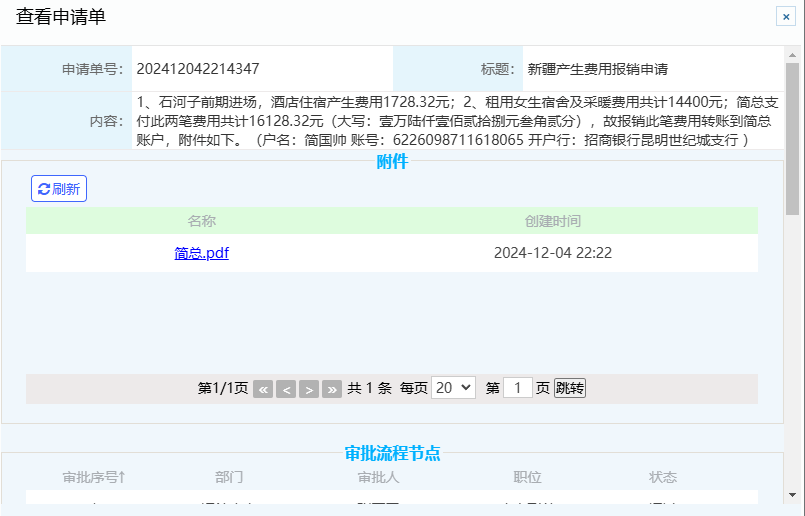 查看申请单
×
申请单号： 202412042214347 标题： 新疆产生费用报销申请
内容： 1、石河子前期进场，酒店住宿产生费用1728.32元；2、租用女生宿舍及采暖费用共计14400元；简总支
付此两笔费用共计16128.32元（大写：壹万陆仟壹佰贰拾捌元叁角贰分），故报销此笔费用转账到简总
账户，附件如下。（户名：简国帅 账号：6226098711618065 开户行：招商银行昆明世纪城支行 ）
附件
刷新
名称 创建时间
简总.pdf 2024-12-04 22:22
第1/1页 « < > » 共 1 条 每页 20 第 1 页 跳转
审批流程节点
审批序号↑ 部门 审批人 职位 状态